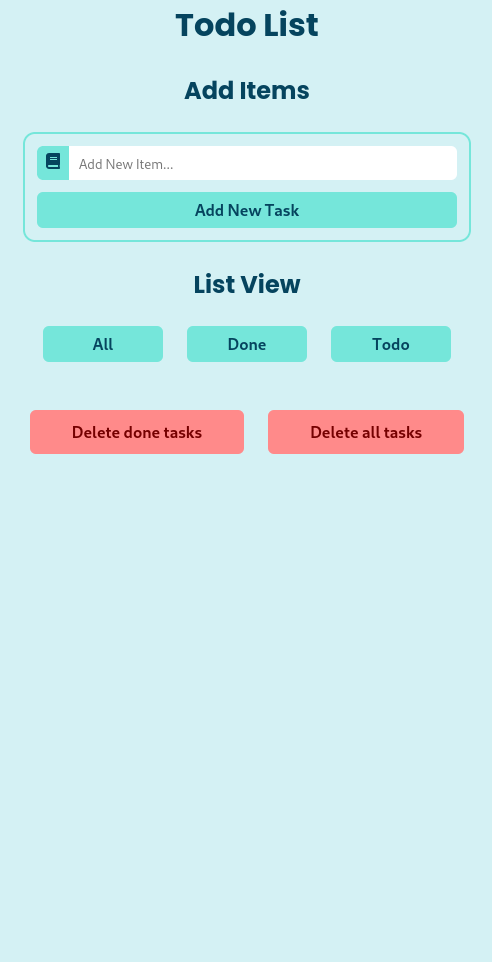 Todo List
Add Items
Add New Item...
Add New Task
List View
All Done Todo
Delete done tasks Delete all tasks